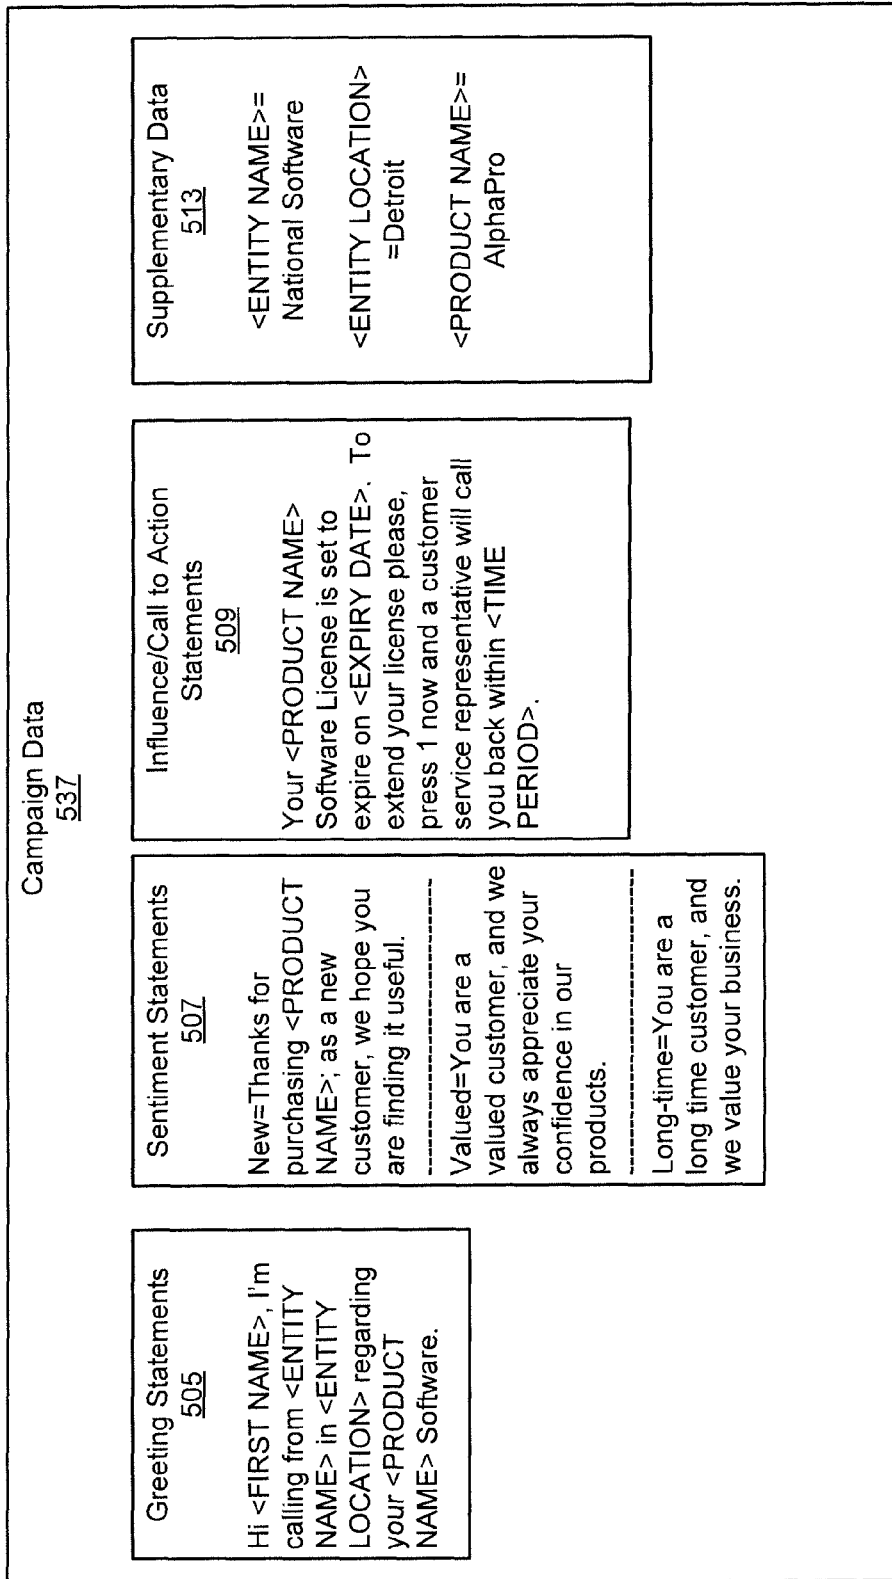 Campaign Data
537
Greeting Statements
505
Hi <FIRST NAME>, I'm
calling from <ENTITY
NAME> in <ENTITY
LOCATION> regarding
your <PRODUCT
NAME> Software.
Sentiment Statements
507
New=Thanks for
purchasing <PRODUCT
NAME>; as a new
customer, we hope you
are finding it useful.
Valued=You are a
valued customer, and we
always appreciate your
confidence in our
products.
Long-time=You are a
long time customer, and
we value your business.
Influence/Call to Action
Statements
509
Your <PRODUCT NAME>
Software License is set to
expire on <EXPIRY DATE>. To
extend your license please,
press 1 now and a customer
service representative will call
you back within <TIME
PERIOD>.
Supplementary Data
513
<ENTITY NAME>=
National Software
<ENTITY LOCATION>
=Detroit
<PRODUCT NAME>=
AlphaPro